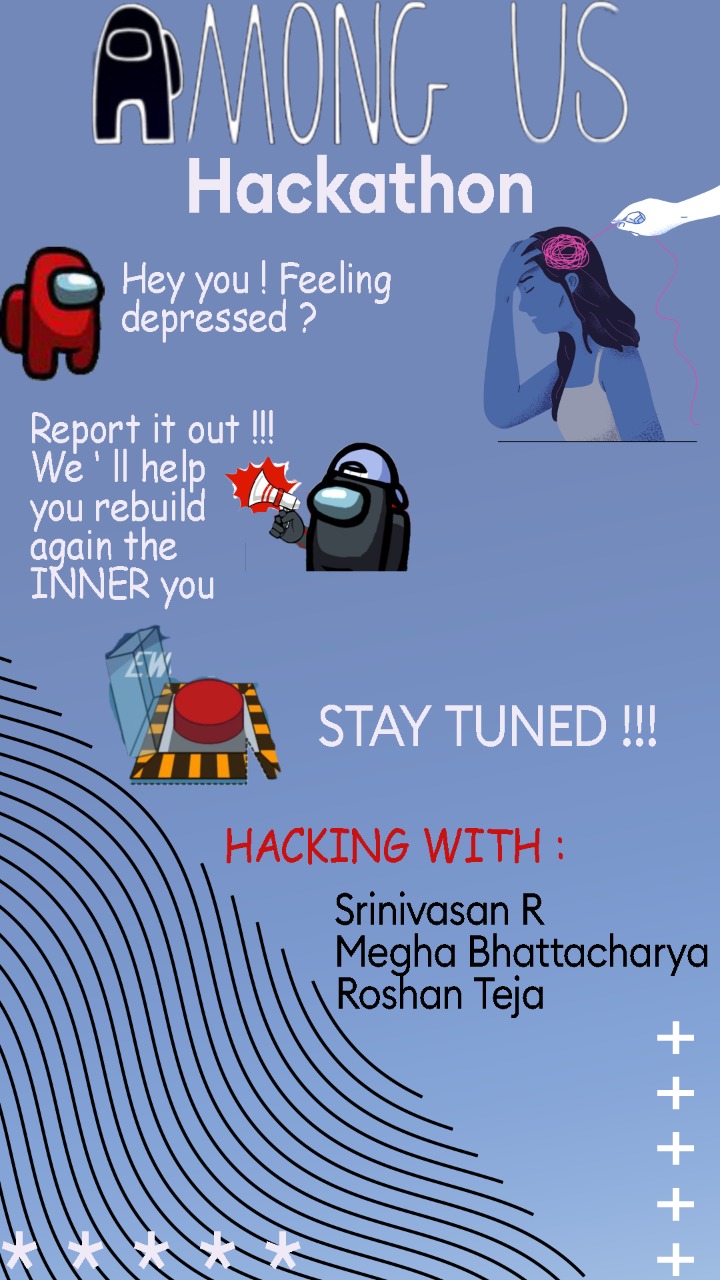 AMONG US
Hackathon
Hey you ! Feeling
depressed ?
Report it out !!!
We ' ll help
you rebuild
again the
INNER you
STAY TUNED !!!
HACKING WITH :
Srinivasan R
Megha Bhattacharya
Roshan Teja
+
+
+
+
+
* * * * *